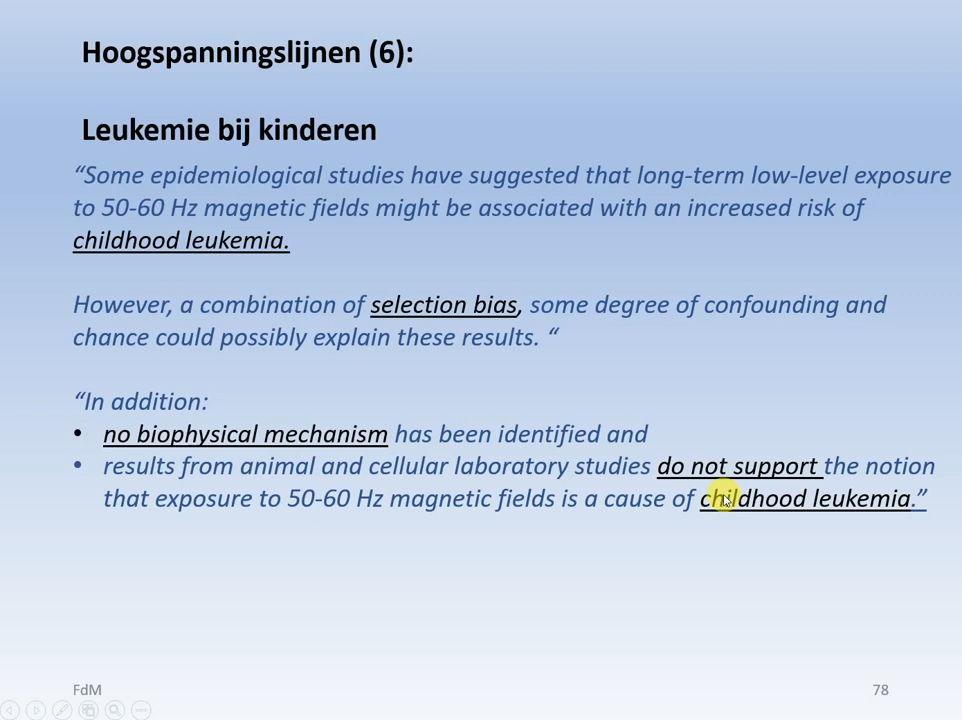 Hoogspanningslijnen (6):
Leukemie bij kinderen
“Some epidemiological studies have suggested that long-term low-level exposure
to 50-60 Hz magnetic fields might be associated with an increased risk of
childhood leukemia.
However, a combination of selection bias, some degree of confounding and
chance could possibly explain these results. “
“In addition:
• no biophysical mechanism has been identified and
• results from animal and cellular laboratory studies do not support the notion
that exposure to 50-60 Hz magnetic fields is a cause of childhood leukemia.”
FdM
78